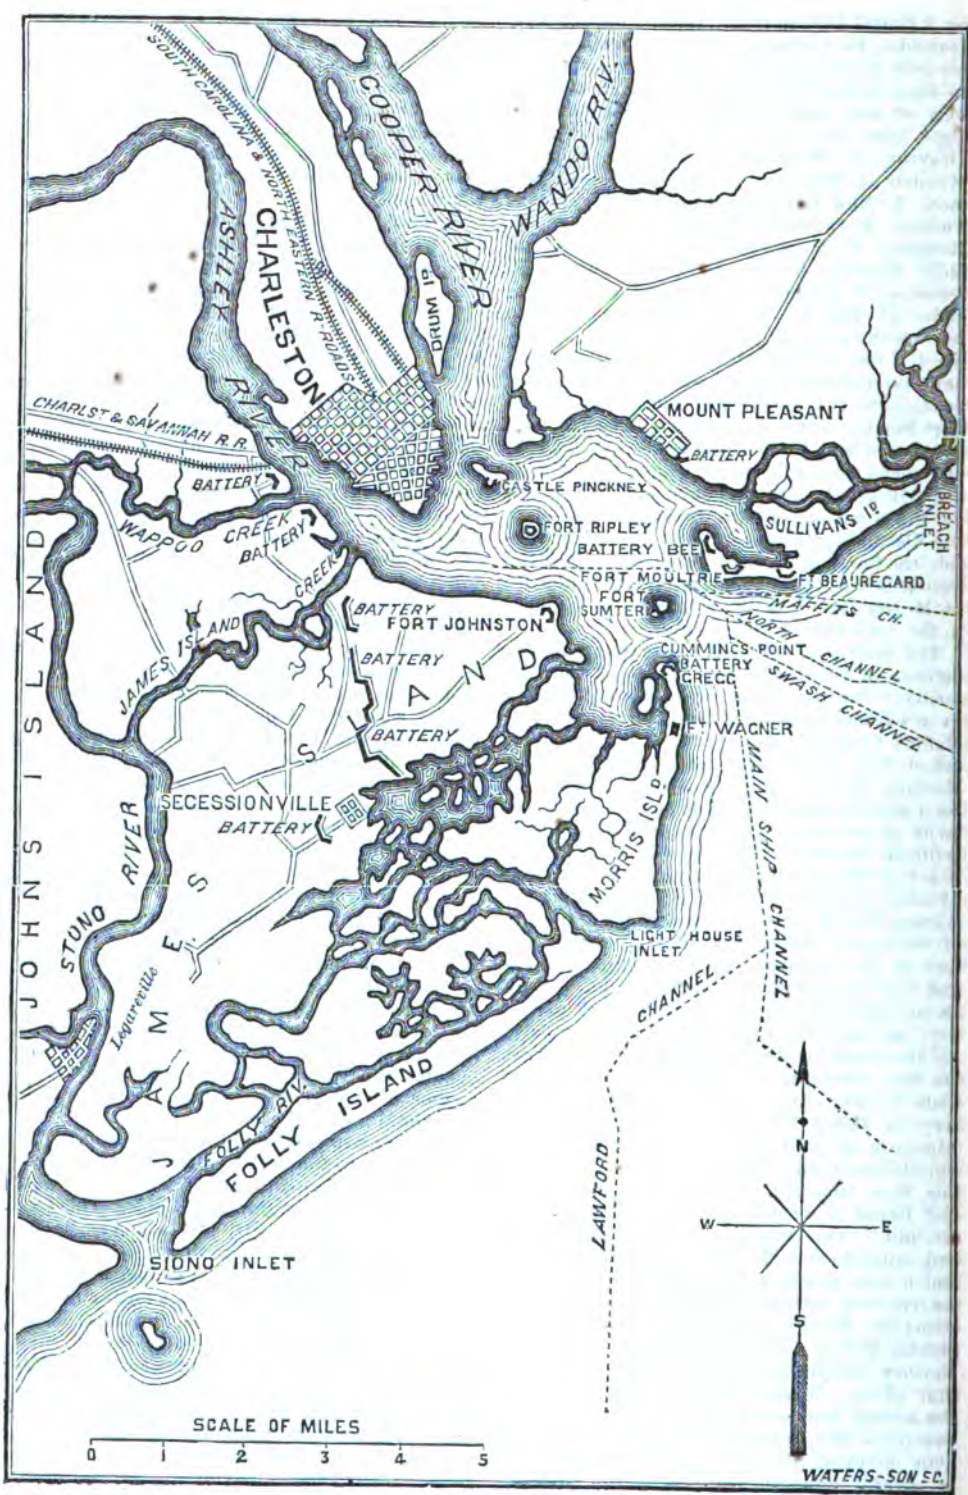 SOUTH CAROLINA & NORTH EASTERN R-ROADS
COOPER RIVER
WANDO RIV.
ASHLEY RIVER
CHARLESTON
DRUM Iᵈ
CHARLSᵗ & SAVANNAH R.R.
MOUNT PLEASANT
BATTERY
BATTERY
CASTLE PINCKNEY
SULLIVANS Iᵈ
BREACH INLET
WAPPOO CREEK
BATTERY
FORT RIPLEY
BATTERY BEE
FORT MOULTRIE
Fᵀ BEAUREGARD
JAMES ISLAND CREEK
BATTERY
FORT JOHNSTON
FORT
SUMTER
MAFFITS CH.
NORTH CHANNEL
SWASH CHANNEL
BATTERY
CUMMINGS POINT
BATTERY
GREGG
BATTERY
Fᵀ WAGNER
JOHNS ISLAND
JAMES ISLAND
SECESSIONVILLE
BATTERY
MORRIS ISLᴰ
MAIN SHIP CHANNEL
STONO RIVER
LIGHT HOUSE
INLET
Legareville
LAWFORD CHANNEL
FOLLY RIV.
FOLLY ISLAND
SIONO INLET
N
W E
S
SCALE OF MILES
0 1 2 3 4 5
WATERS-SON SC.